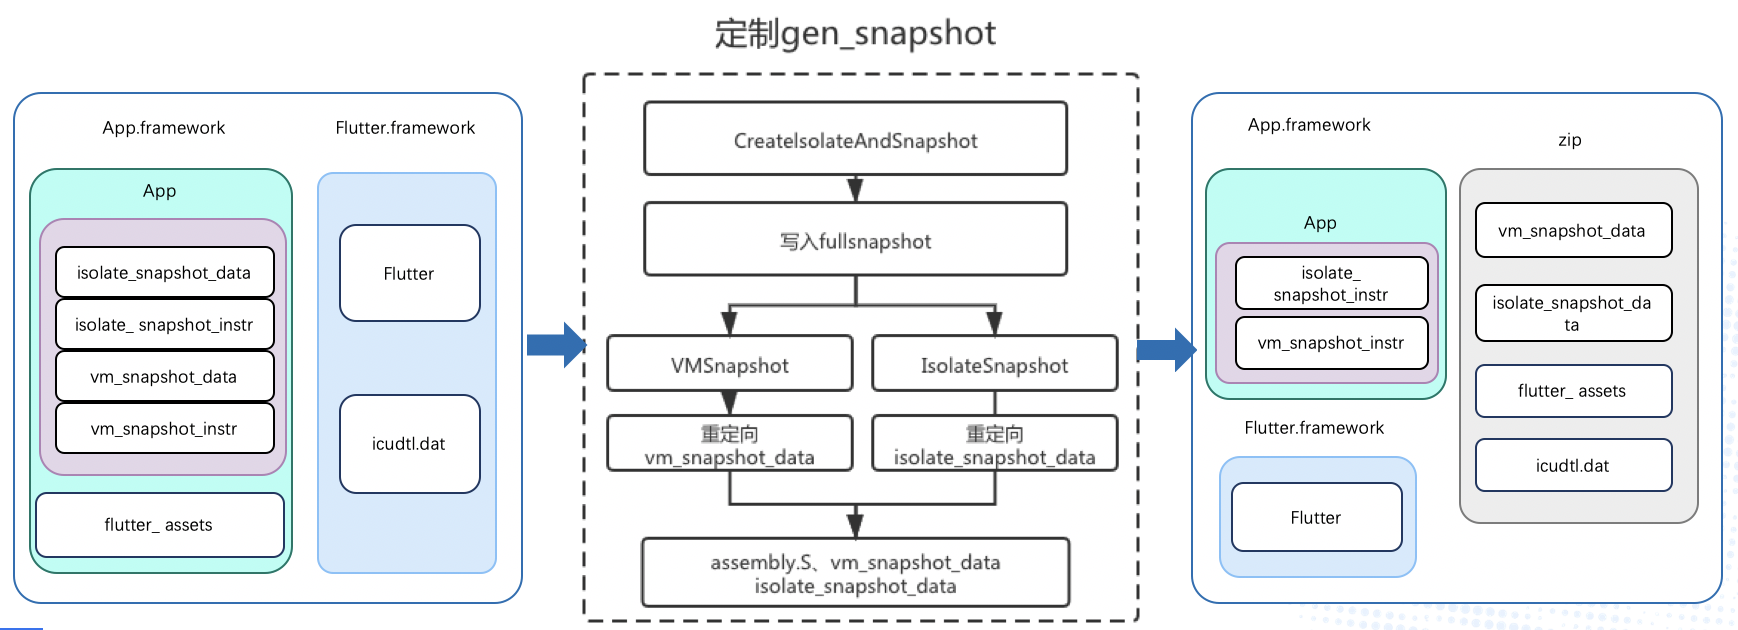 定制gen_snapshot
App.framework
Flutter.framework
App
isolate_snapshot_data
isolate_ snapshot_instr
vm_snapshot_data
vm_snapshot_instr
flutter_ assets
Flutter
icudtl.dat
CreateIsolateAndSnapshot
写入fullsnapshot
VMSnapshot
IsolateSnapshot
重定向
vm_snapshot_data
重定向
isolate_snapshot_data
assembly.S、vm_snapshot_data
isolate_snapshot_data
App.framework
App
isolate_
snapshot_instr
vm_snapshot_instr
Flutter.framework
Flutter
zip
vm_snapshot_data
isolate_snapshot_da
ta
flutter_ assets
icudtl.dat